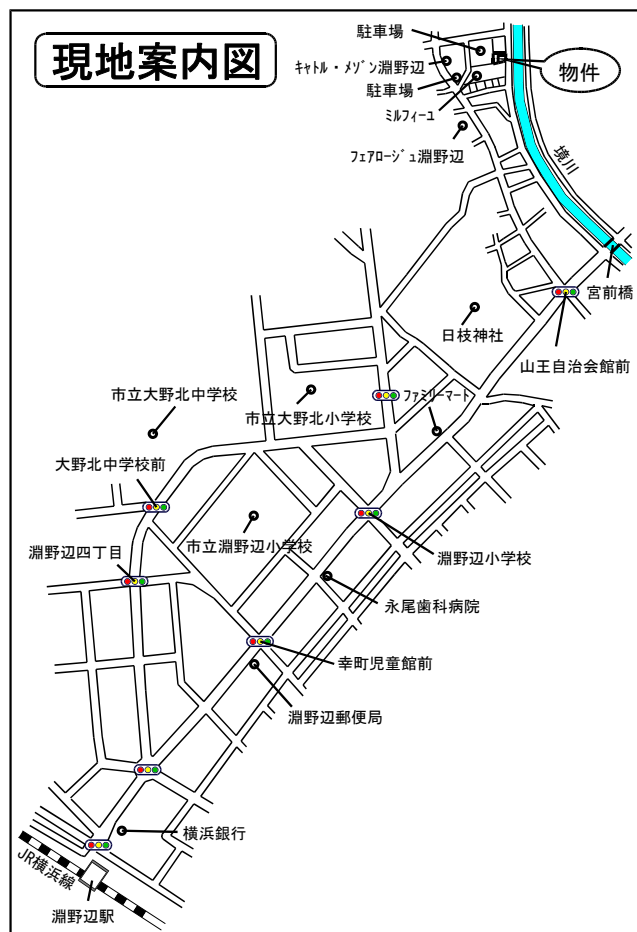 現地案内図
駐車場
ｷｬﾄﾙ・ﾒｿﾞﾝ淵野辺
駐車場
ﾐﾙﾌｨｰﾕ
物件
ﾌｪｱﾛｰｼﾞｭ淵野辺
境川
宮前橋
日枝神社
山王自治会館前
市立大野北中学校
市立大野北小学校
ﾌｧﾐﾘｰﾏｰﾄ
大野北中学校前
市立淵野辺小学校
淵野辺小学校
淵野辺四丁目
永尾歯科病院
幸町児童館前
淵野辺郵便局
横浜銀行
JR横浜線
淵野辺駅